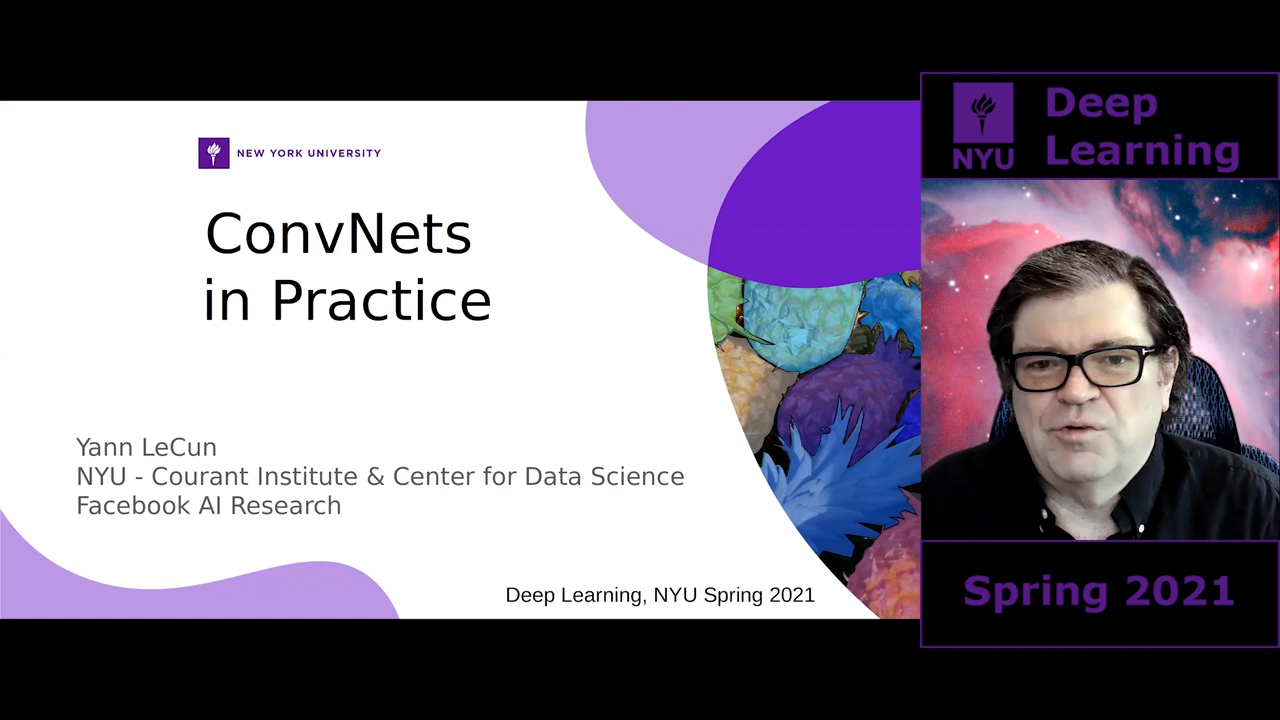 NEW YORK UNIVERSITY
ConvNets
in Practice
Yann LeCun
NYU - Courant Institute & Center for Data Science
Facebook AI Research
Deep Learning, NYU Spring 2021
NYU
Deep
Learning
Spring 2021